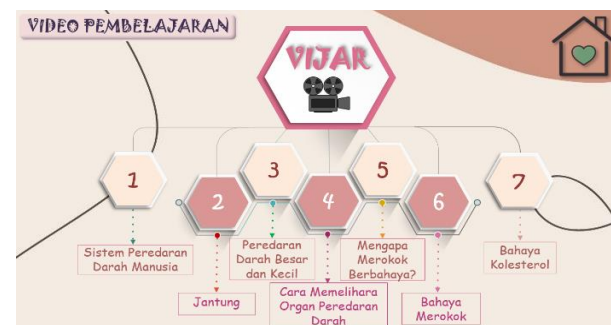 VIDEO PEMBELAJARAN
VIJAR
1
2
3
4
5
6
7
Sistem Peredaran
Darah Manusia
Jantung
Peredaran
Darah Besar
dan Kecil
Cara Memelihara
Organ Peredaran
Darah
Mengapa
Merokok
Berbahaya?
Bahaya
Merokok
Bahaya
Kolesterol